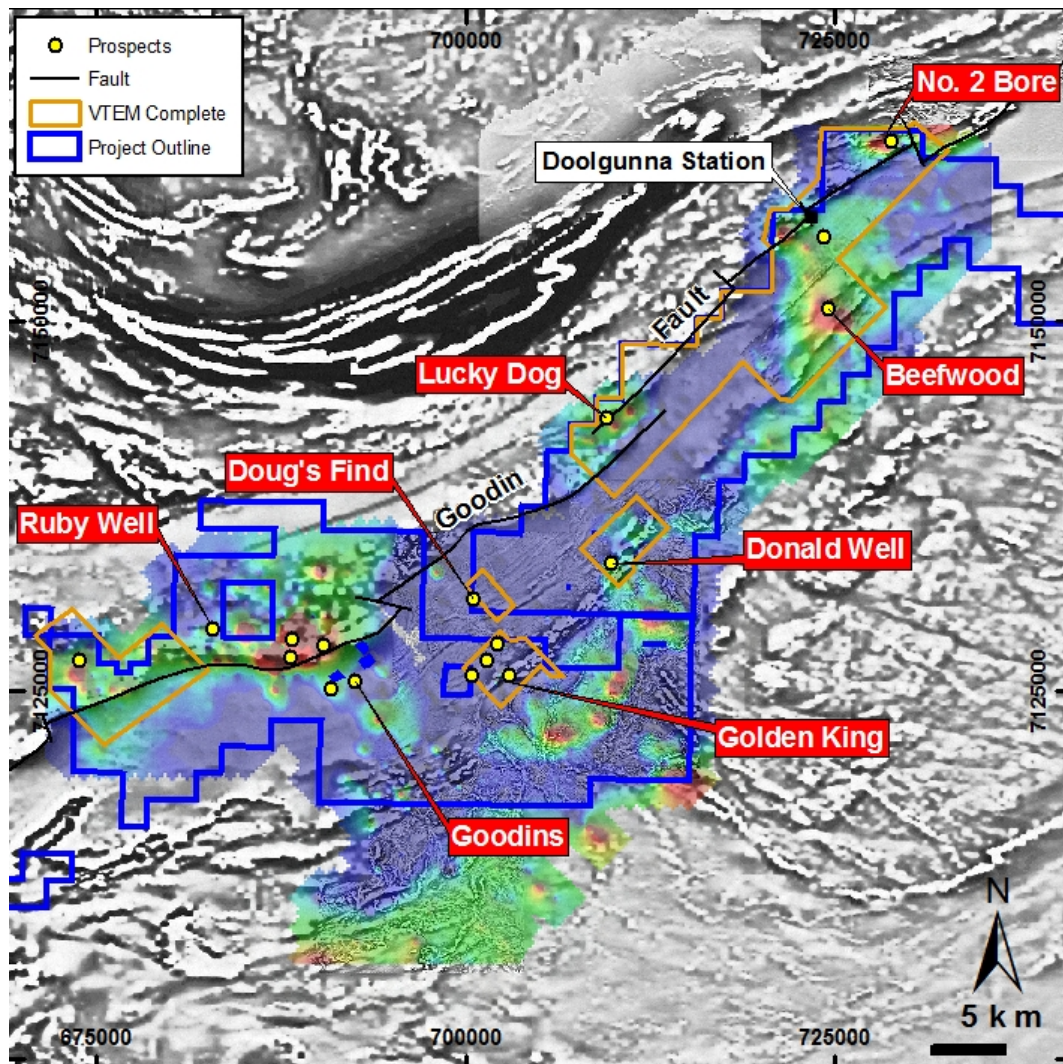 700000
725000
Prospects
Fault
VTEM Complete
Project Outline
No. 2 Bore
Doolgunna Station
7150000
7150000
Fault
Lucky Dog
Beefwood
Doug's Find
Goodin
Ruby Well
Donald Well
7125000
7125000
Golden King
Goodins
N
5 km
675000
700000
725000